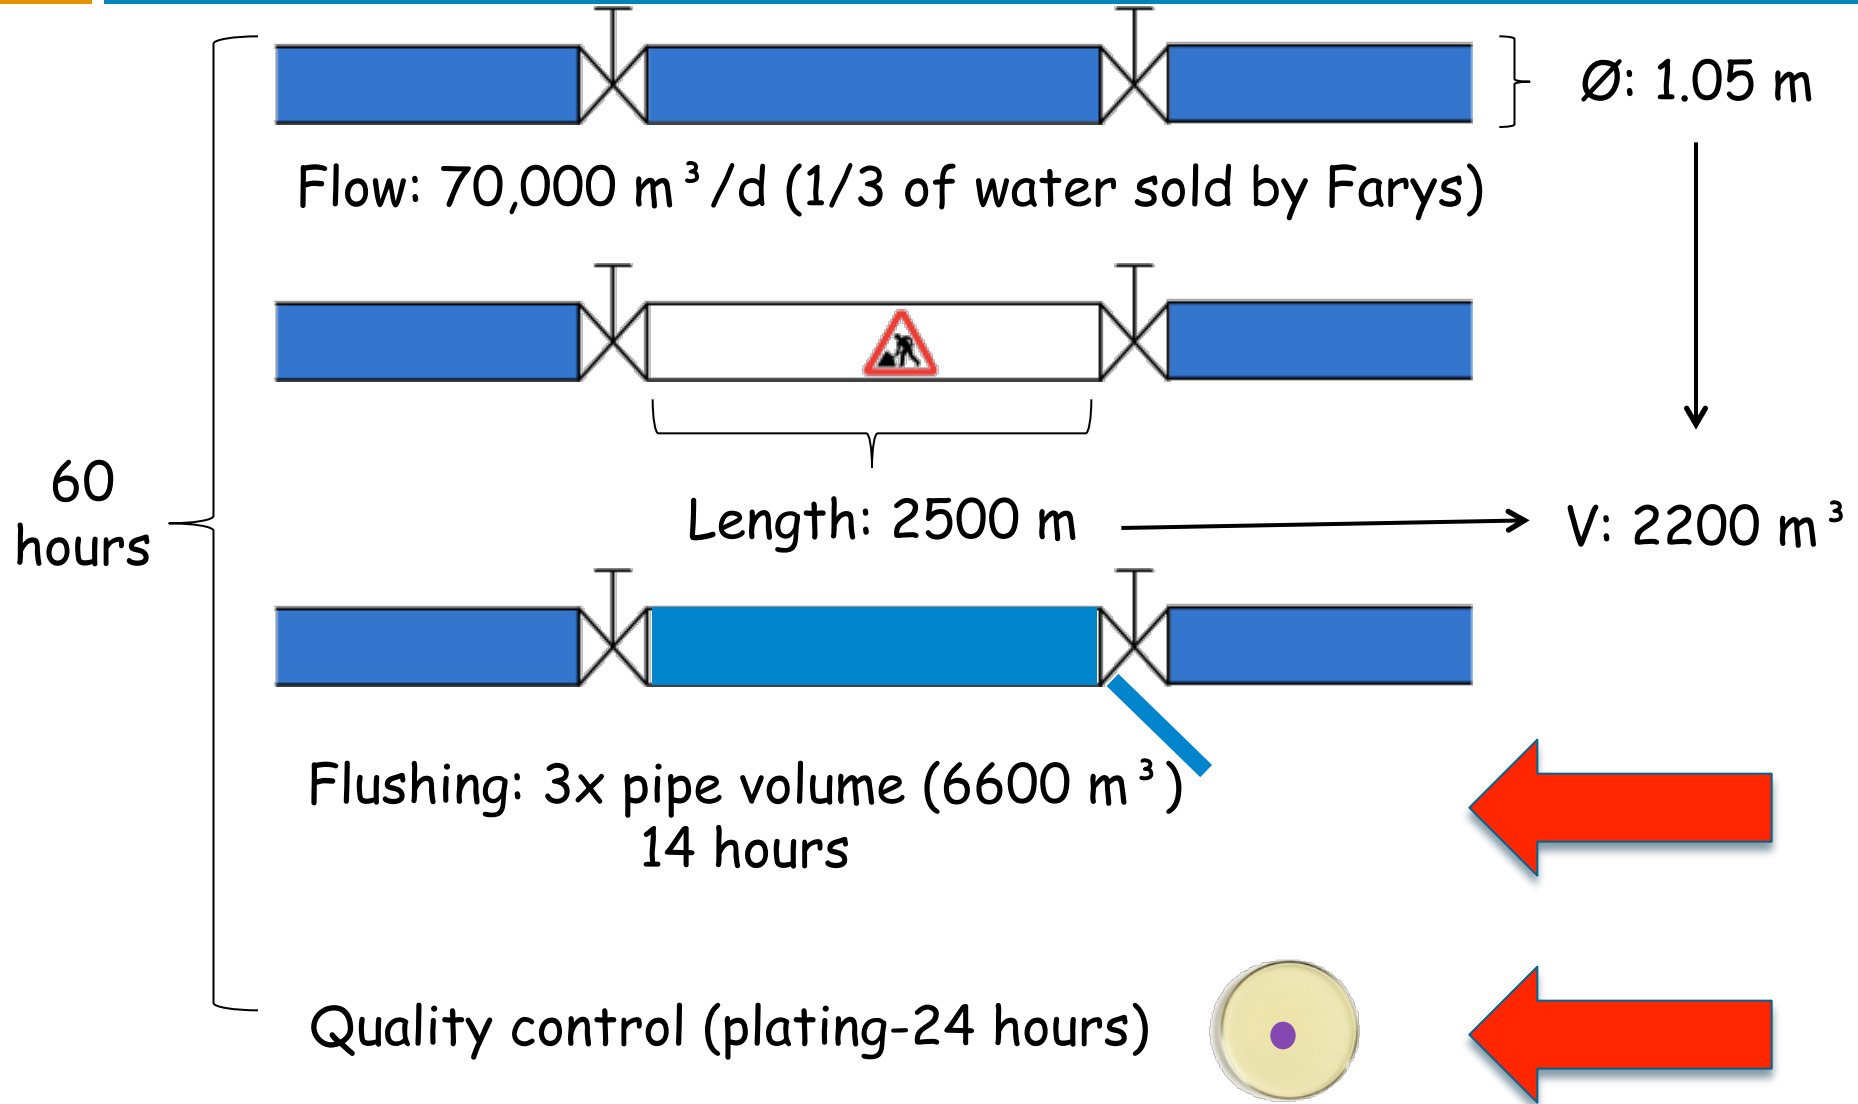 Ø: 1.05 m
Flow: 70,000 m³/d (1/3 of water sold by Farys)
60
hours
Length: 2500 m
V: 2200 m³
Flushing: 3x pipe volume (6600 m³)
14 hours
Quality control (plating-24 hours)